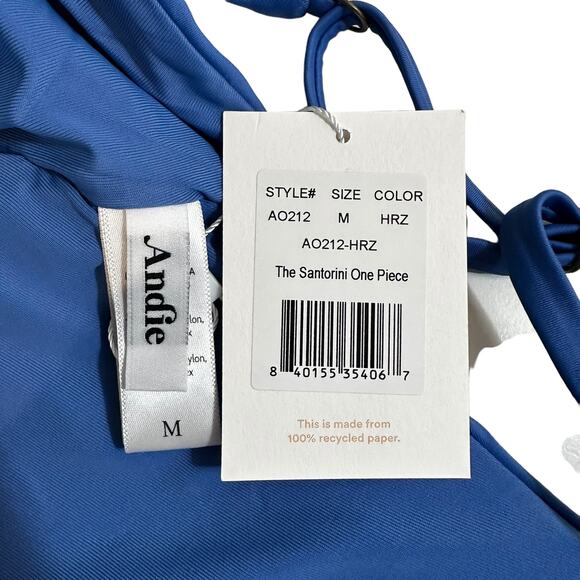 STYLE# SIZE COLOR
AO212 M HRZ
AO212-HRZ
The Santorini One Piece
8 40155 35406 7
This is made from
100% recycled paper.
Andie
M